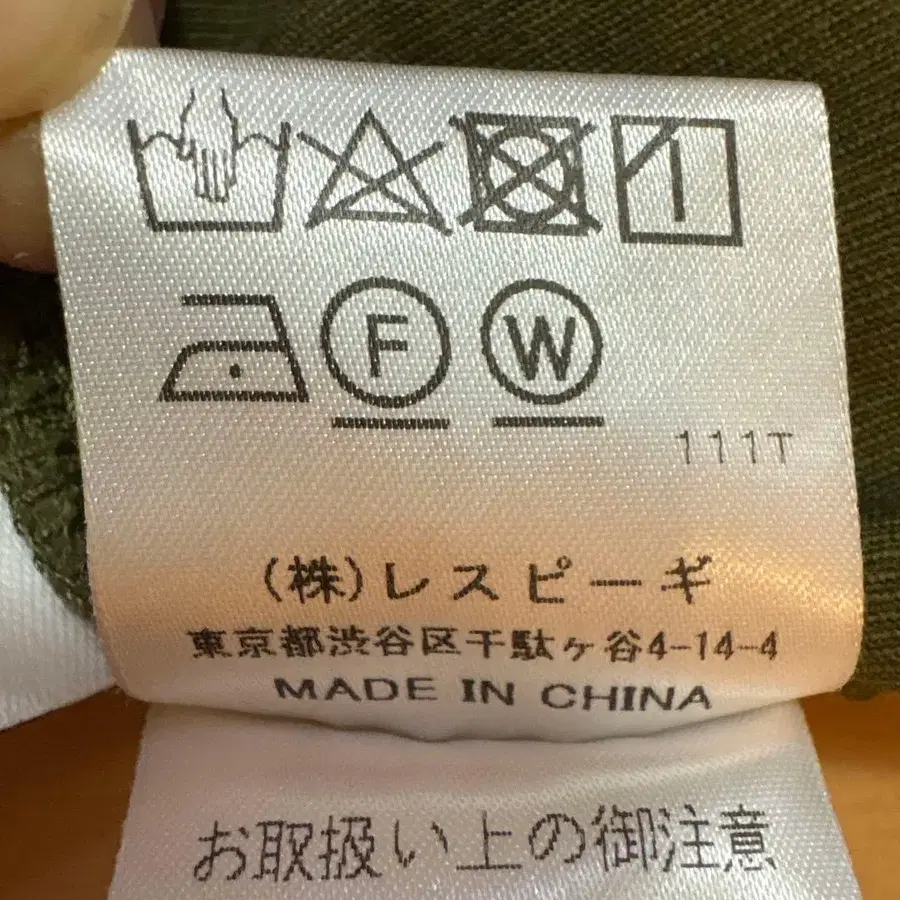 F W
111T
(株)レスピーギ
東京都渋谷区千駄ヶ谷4-14-4
MADE IN CHINA
お取扱い上の御注意